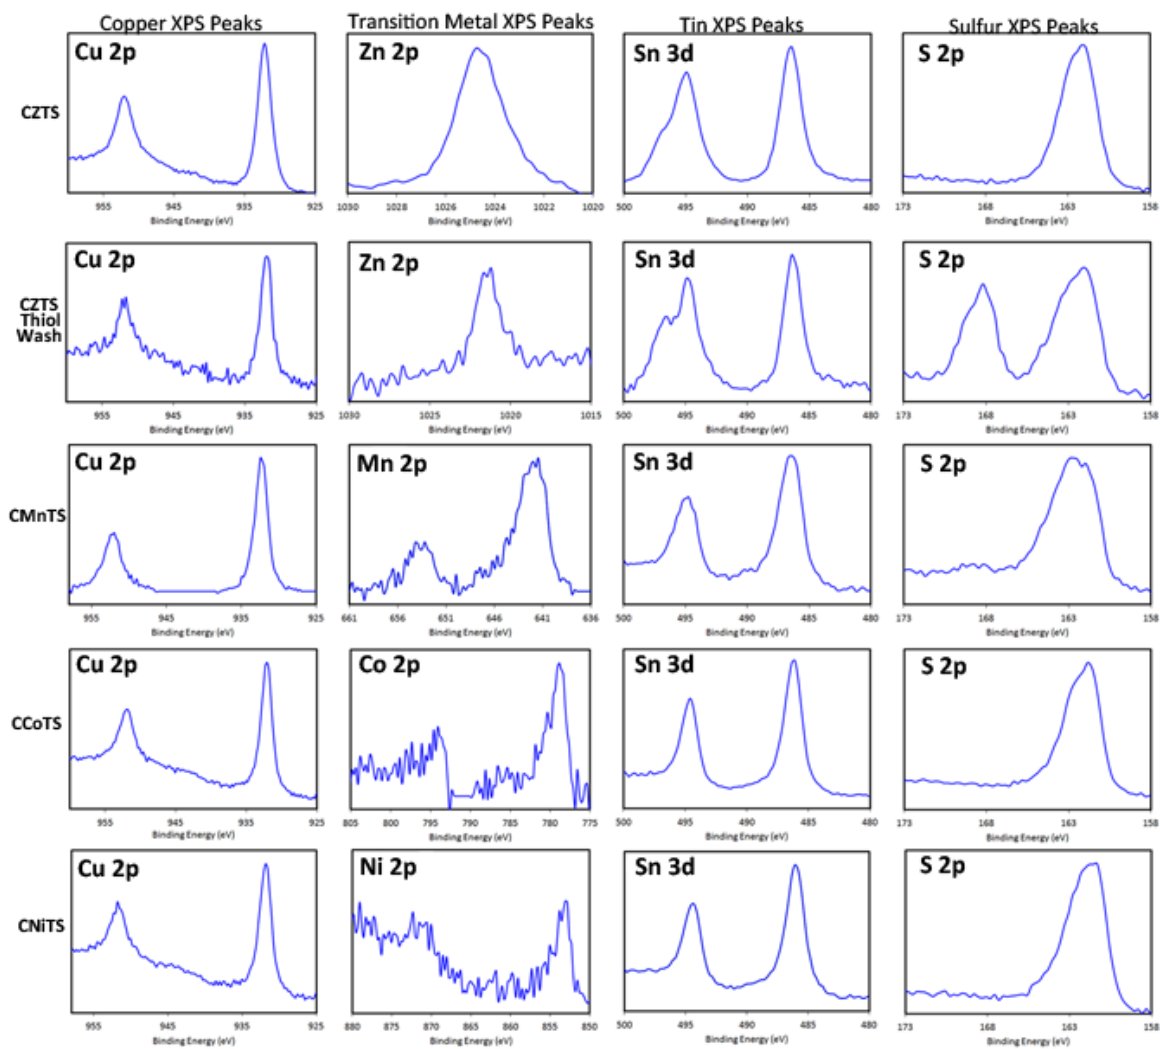 Copper XPS Peaks Transition Metal XPS Peaks Tin XPS Peaks Sulfur XPS Peaks
CZTS
Cu 2p Zn 2p Sn 3d S 2p
955 945 935 925 1030 1028 1026 1024 1022 1020 500 495 490 485 480 173 168 163 158
Binding Energy (eV) Binding Energy (eV) Binding Energy (eV) Binding Energy (eV)
CZTS
Thiol
Wash
Cu 2p Zn 2p Sn 3d S 2p
955 945 935 925 1030 1025 1020 1015 500 495 490 485 480 173 168 163 158
Binding Energy (eV) Binding Energy (eV) Binding Energy (eV) Binding Energy (eV)
CMnTS
Cu 2p Mn 2p Sn 3d S 2p
955 945 935 925 661 656 651 646 641 636 500 495 490 485 480 173 168 163 158
Binding Energy (eV) Binding Energy (eV) Binding Energy (eV) Binding Energy (eV)
CCoTS
Cu 2p Co 2p Sn 3d S 2p
955 945 935 925 805 800 795 790 785 780 775 500 495 490 485 480 173 168 163 158
Binding Energy (eV) Binding Energy (eV) Binding Energy (eV) Binding Energy (eV)
CNiTS
Cu 2p Ni 2p Sn 3d S 2p
955 945 935 925 880 875 870 865 860 855 850 500 495 490 485 480 173 168 163 158
Binding Energy (eV) Binding Energy (eV) Binding Energy (eV) Binding Energy (eV)